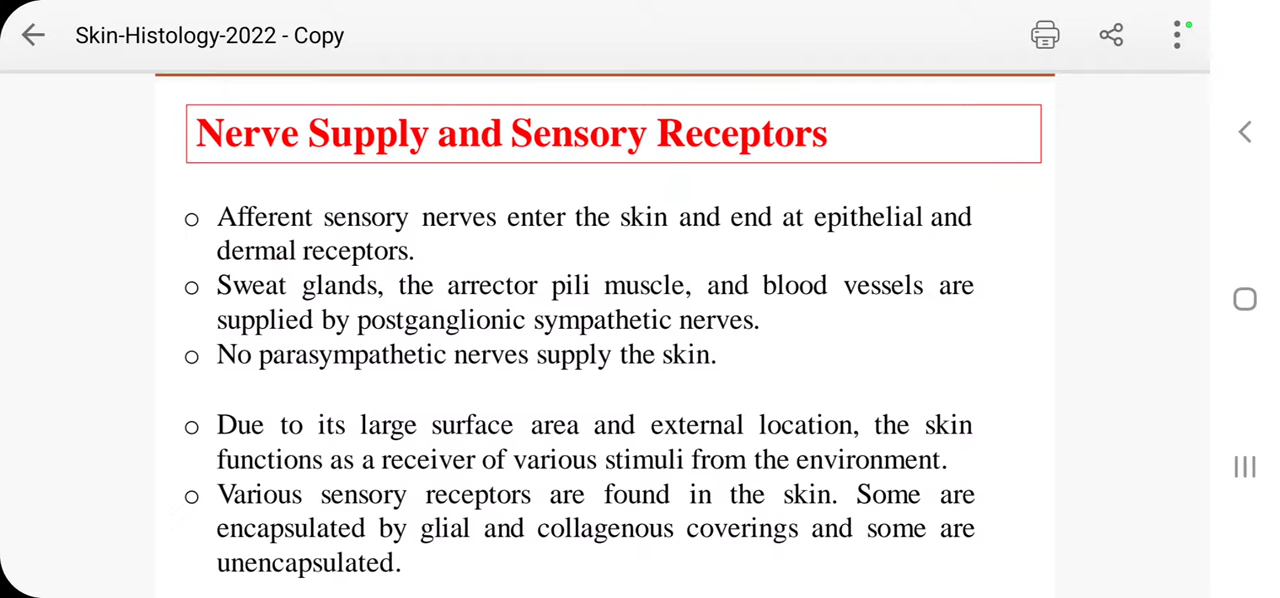 Skin-Histology-2022 - Copy
Nerve Supply and Sensory Receptors
o Afferent sensory nerves enter the skin and end at epithelial and
dermal receptors.
o Sweat glands, the arrector pili muscle, and blood vessels are
supplied by postganglionic sympathetic nerves.
o No parasympathetic nerves supply the skin.
o Due to its large surface area and external location, the skin
functions as a receiver of various stimuli from the environment.
o Various sensory receptors are found in the skin. Some are
encapsulated by glial and collagenous coverings and some are
unencapsulated.